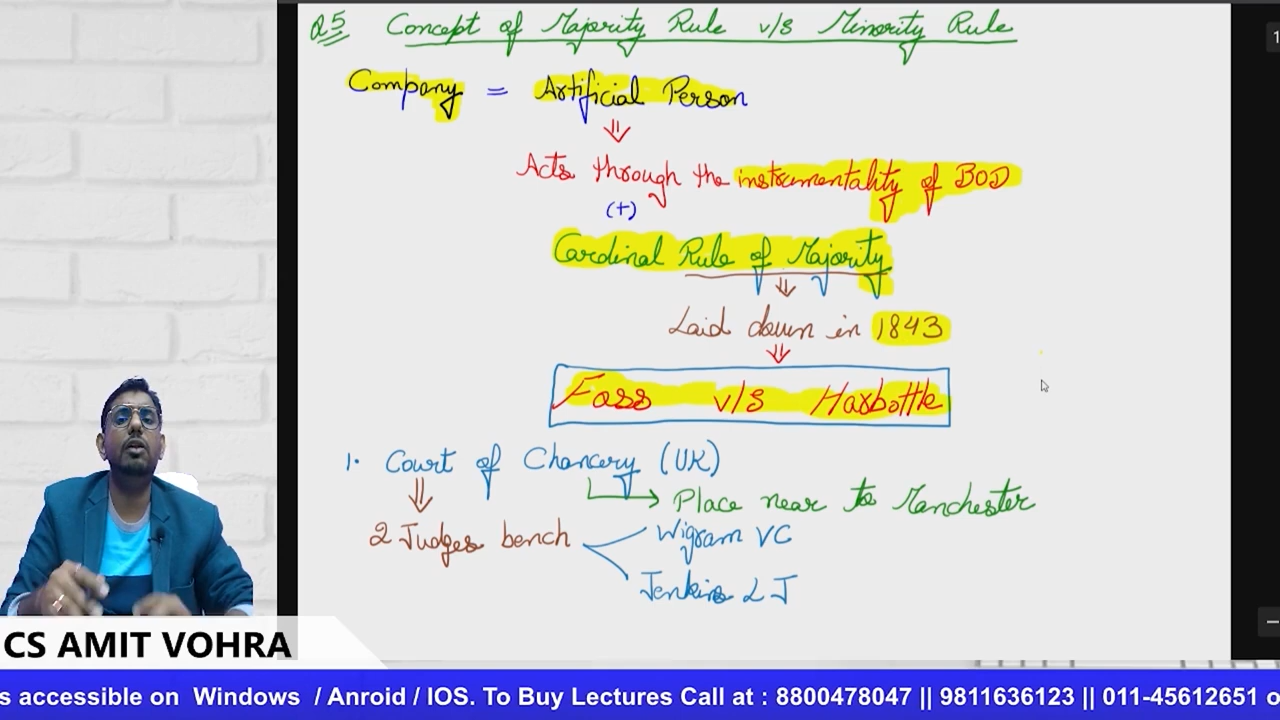 Q5 Concept of Majority Rule v/s Minority Rule
Company = Artificial Person
⇓
Acts through the instrumentality of BOD
(+)
Cardinal Rule of Majority
⇓
Laid down in 1843
⇓
Foss v/s Harbottle
1. Court of Chancery (UK)
⇓ Place near to Manchester
2 Judges bench Wigram VC
Jenkins L J
CS AMIT VOHRA
s accessible on Windows / Anroid / IOS. To Buy Lectures Call at : 8800478047 || 9811636123 || 011-45612651 o
1